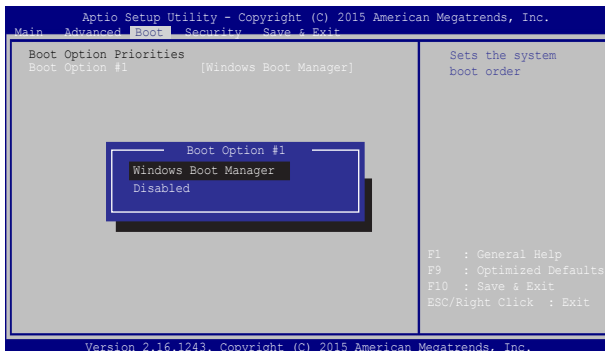 Aptio Setup Utility - Copyright (C) 2015 American Megatrends, Inc.
Main Advanced Boot Security Save & Exit
Boot Option Priorities
Boot Option #1 [Windows Boot Manager]
Sets the system
boot order
Boot Option #1
Windows Boot Manager
Disabled
F1 : General Help
F9 : Optimized Defaults
F10 : Save & Exit
ESC/Right Click : Exit
Version 2.16.1243. Copyright (C) 2015 American Megatrends, Inc.